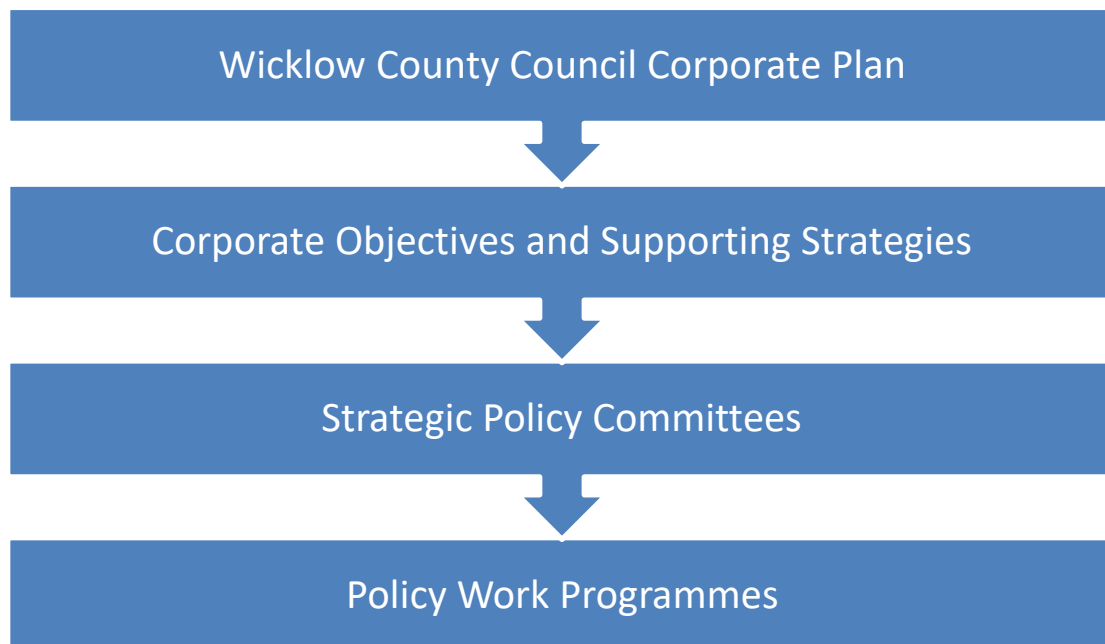 Wicklow County Council Corporate Plan
Corporate Objectives and Supporting Strategies
Strategic Policy Committees
Policy Work Programmes